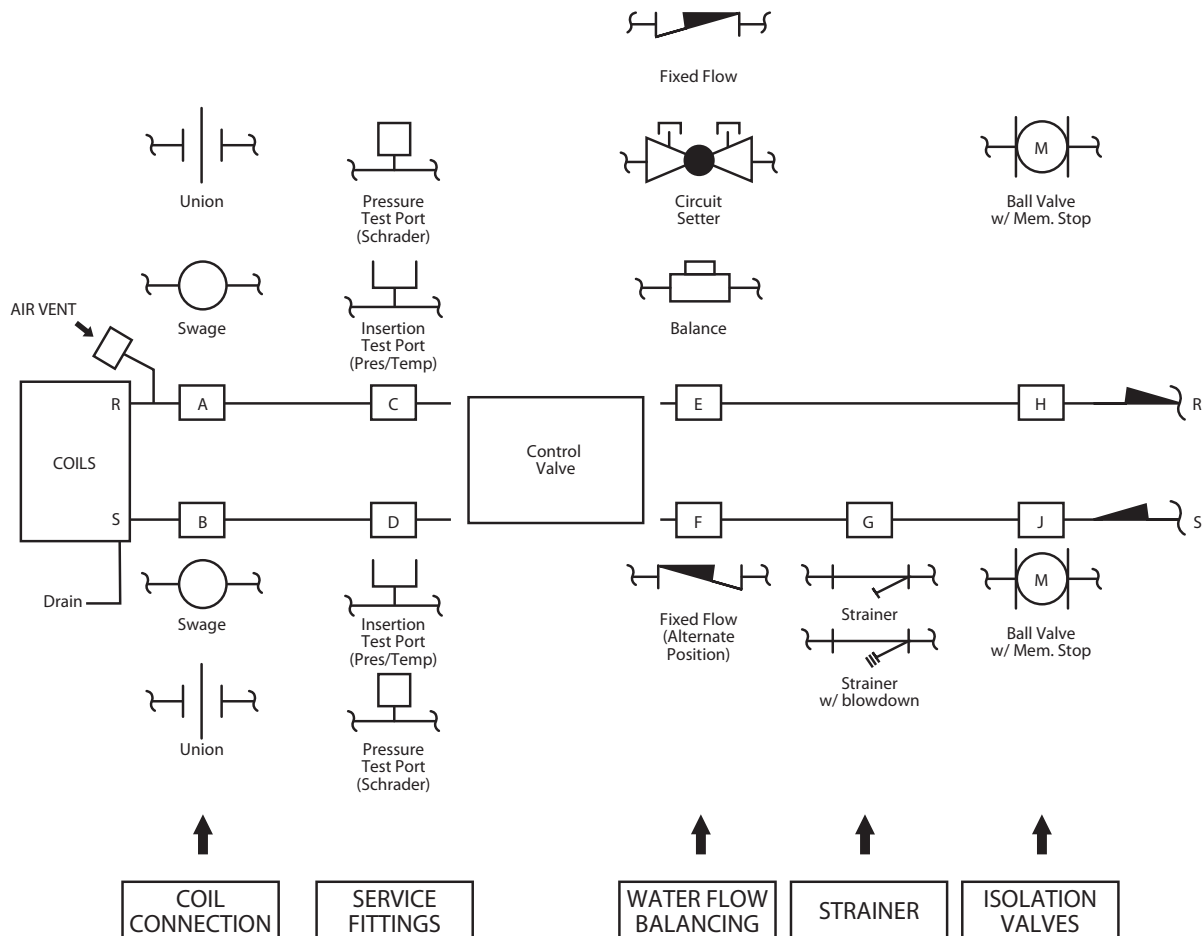 Fixed Flow
Union
Pressure
Test Port
(Schrader)
Circuit
Setter
M
Ball Valve
w/ Mem. Stop
AIR VENT
Swage
Insertion
Test Port
(Pres/Temp)
Balance
R
A
C
E
H
R
COILS
Control
Valve
S
B
D
F
G
J
S
Drain
Swage
Insertion
Test Port
(Pres/Temp)
Fixed Flow
(Alternate
Position)
Strainer
Strainer
w/ blowdown
M
Ball Valve
w/ Mem. Stop
Union
Pressure
Test Port
(Schrader)
COIL
CONNECTION
SERVICE
FITTINGS
WATER FLOW
BALANCING
STRAINER
ISOLATION
VALVES